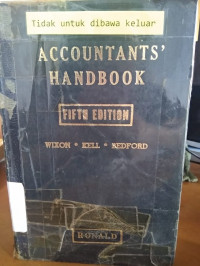 Tidak untuk dibawa keluar
ACCOUNTANTS'
HANDBOOK
FIFTH EDITION
WIXON * KELL * BEDFORD
RONALD